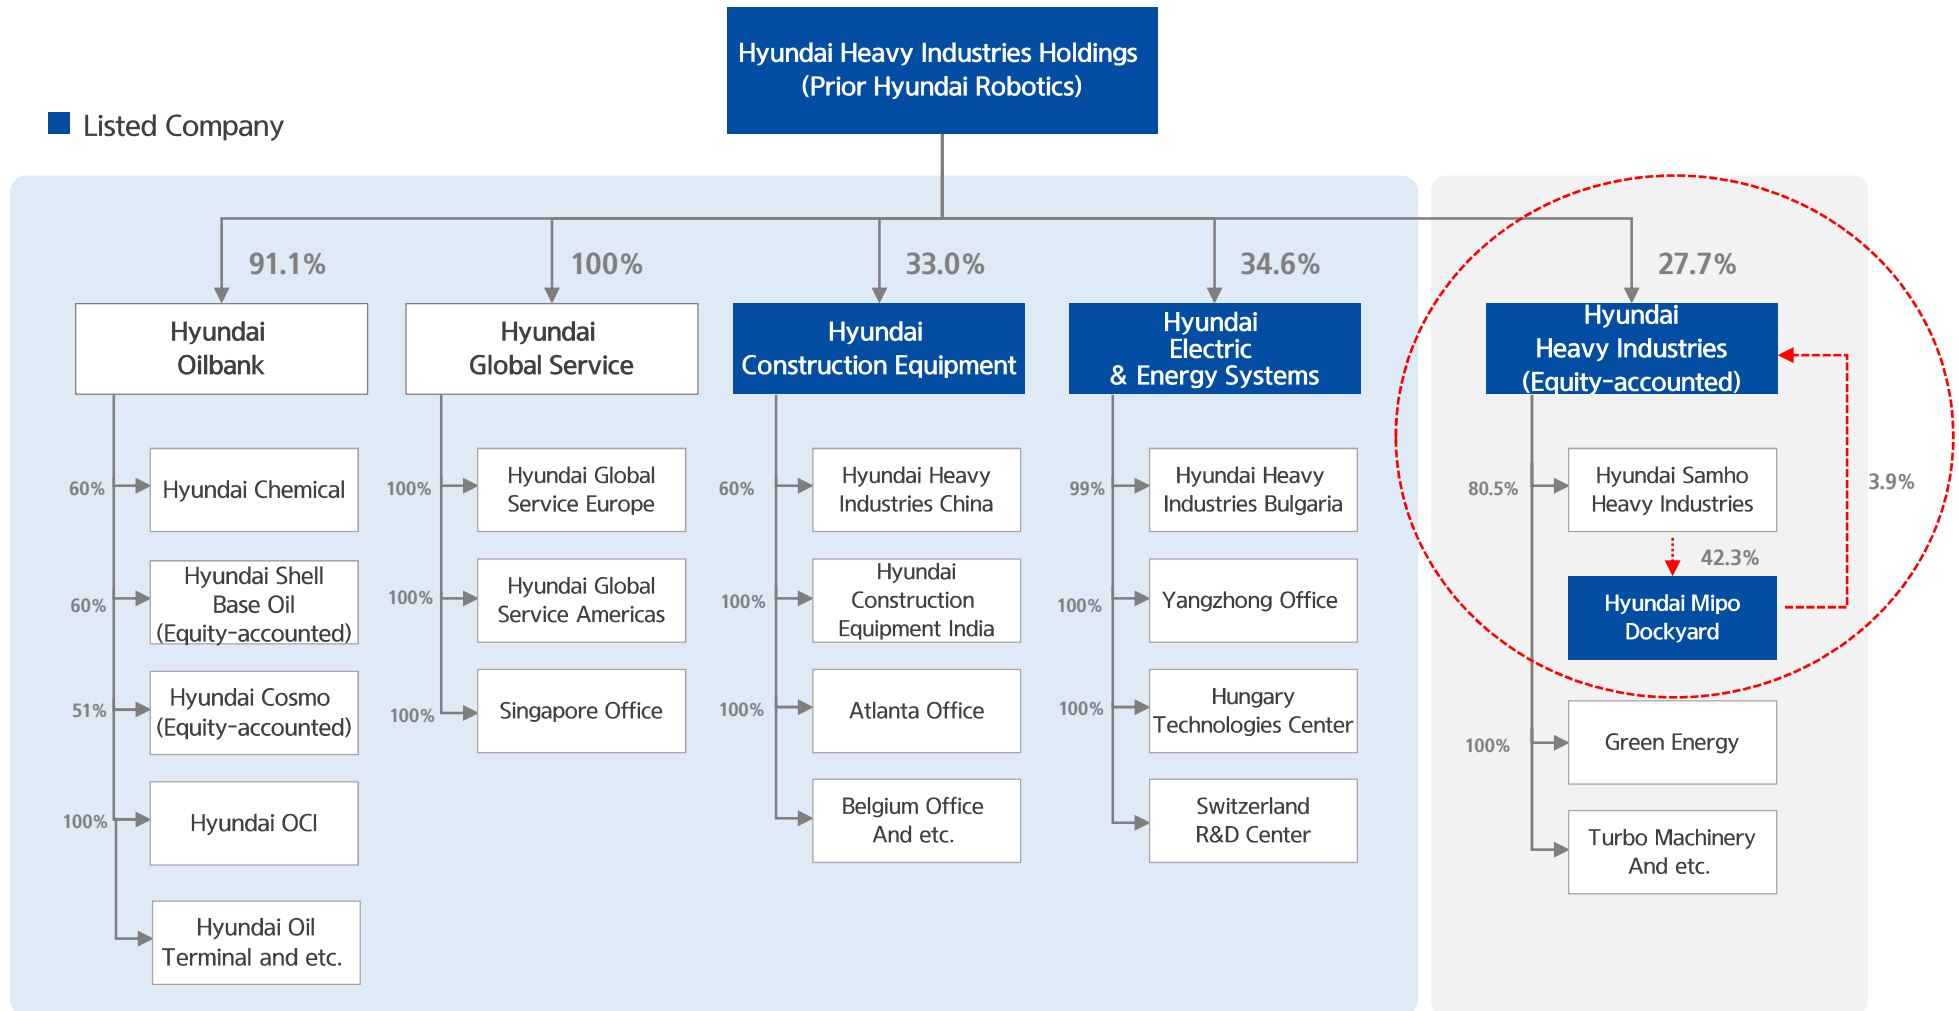 Hyundai Heavy Industries Holdings
(Prior Hyundai Robotics)
Listed Company
91.1%
100%
33.0%
34.6%
27.7%
Hyundai
Oilbank
Hyundai
Global Service
Hyundai
Construction Equipment
Hyundai
Electric
& Energy Systems
Hyundai
Heavy Industries
(Equity-accounted)
60%
Hyundai Chemical
60%
Hyundai Shell
Base Oil
(Equity-accounted)
51%
Hyundai Cosmo
(Equity-accounted)
100%
Hyundai OCI
Hyundai Oil
Terminal and etc.
100%
Hyundai Global
Service Europe
100%
Hyundai Global
Service Americas
100%
Singapore Office
60%
Hyundai Heavy
Industries China
100%
Hyundai
Construction
Equipment India
100%
Atlanta Office
Belgium Office
And etc.
99%
Hyundai Heavy
Industries Bulgaria
100%
Yangzhong Office
100%
Hungary
Technologies Center
Switzerland
R&D Center
80.5%
Hyundai Samho
Heavy Industries
3.9%
42.3%
Hyundai Mipo
Dockyard
100%
Green Energy
Turbo Machinery
And etc.